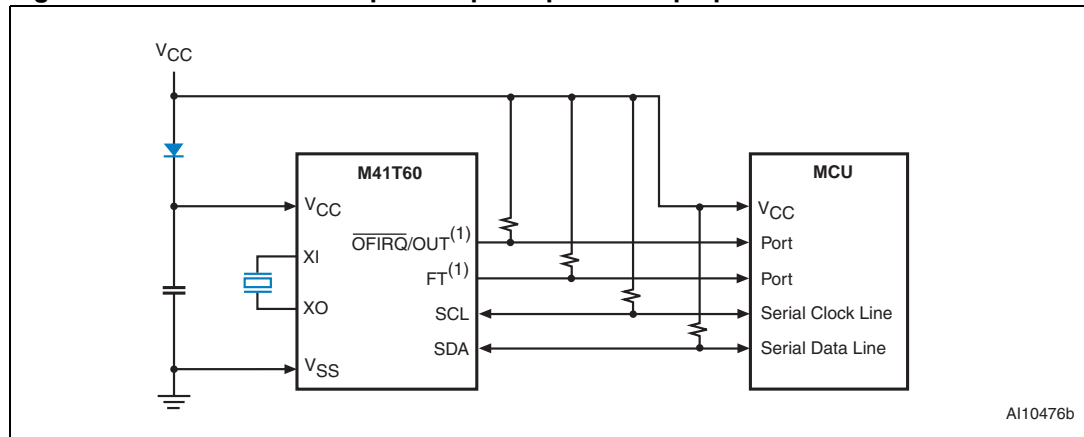 VCC
M41T60
VCC
XI
XO
VSS
OFIRQ/OUT(1)
FT(1)
SCL
SDA
MCU
VCC
Port
Port
Serial Clock Line
Serial Data Line
AI10476b